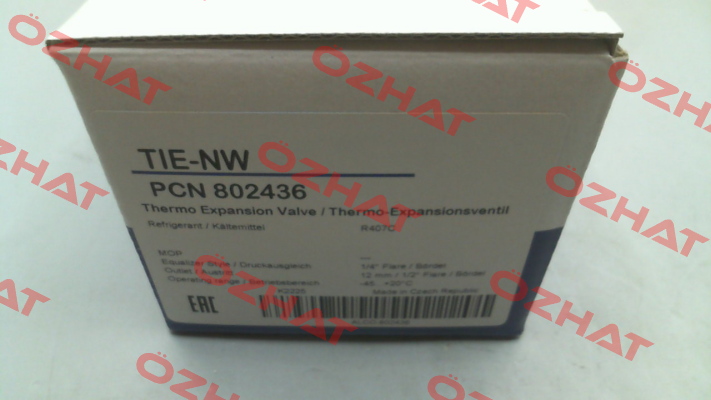 TIE-NW
PCN 802436
Thermo Expansion Valve / Thermo-Expansionsventil
Refrigerant / Kältemittel R407C
MOP ---
Equalizer Style / Druckausgleich 1/4" Flare / Bördel
Outlet / Austritt 12 mm / 1/2" Flare / Bördel
Operating range / Betriebsbereich -45...+20°C
Made in Czech Republic
EAC
ÖZHAT
ÖZHAT
ÖZHAT
ÖZHAT
ÖZHAT
ÖZHAT
ÖZHAT
ÖZHAT
ÖZHAT